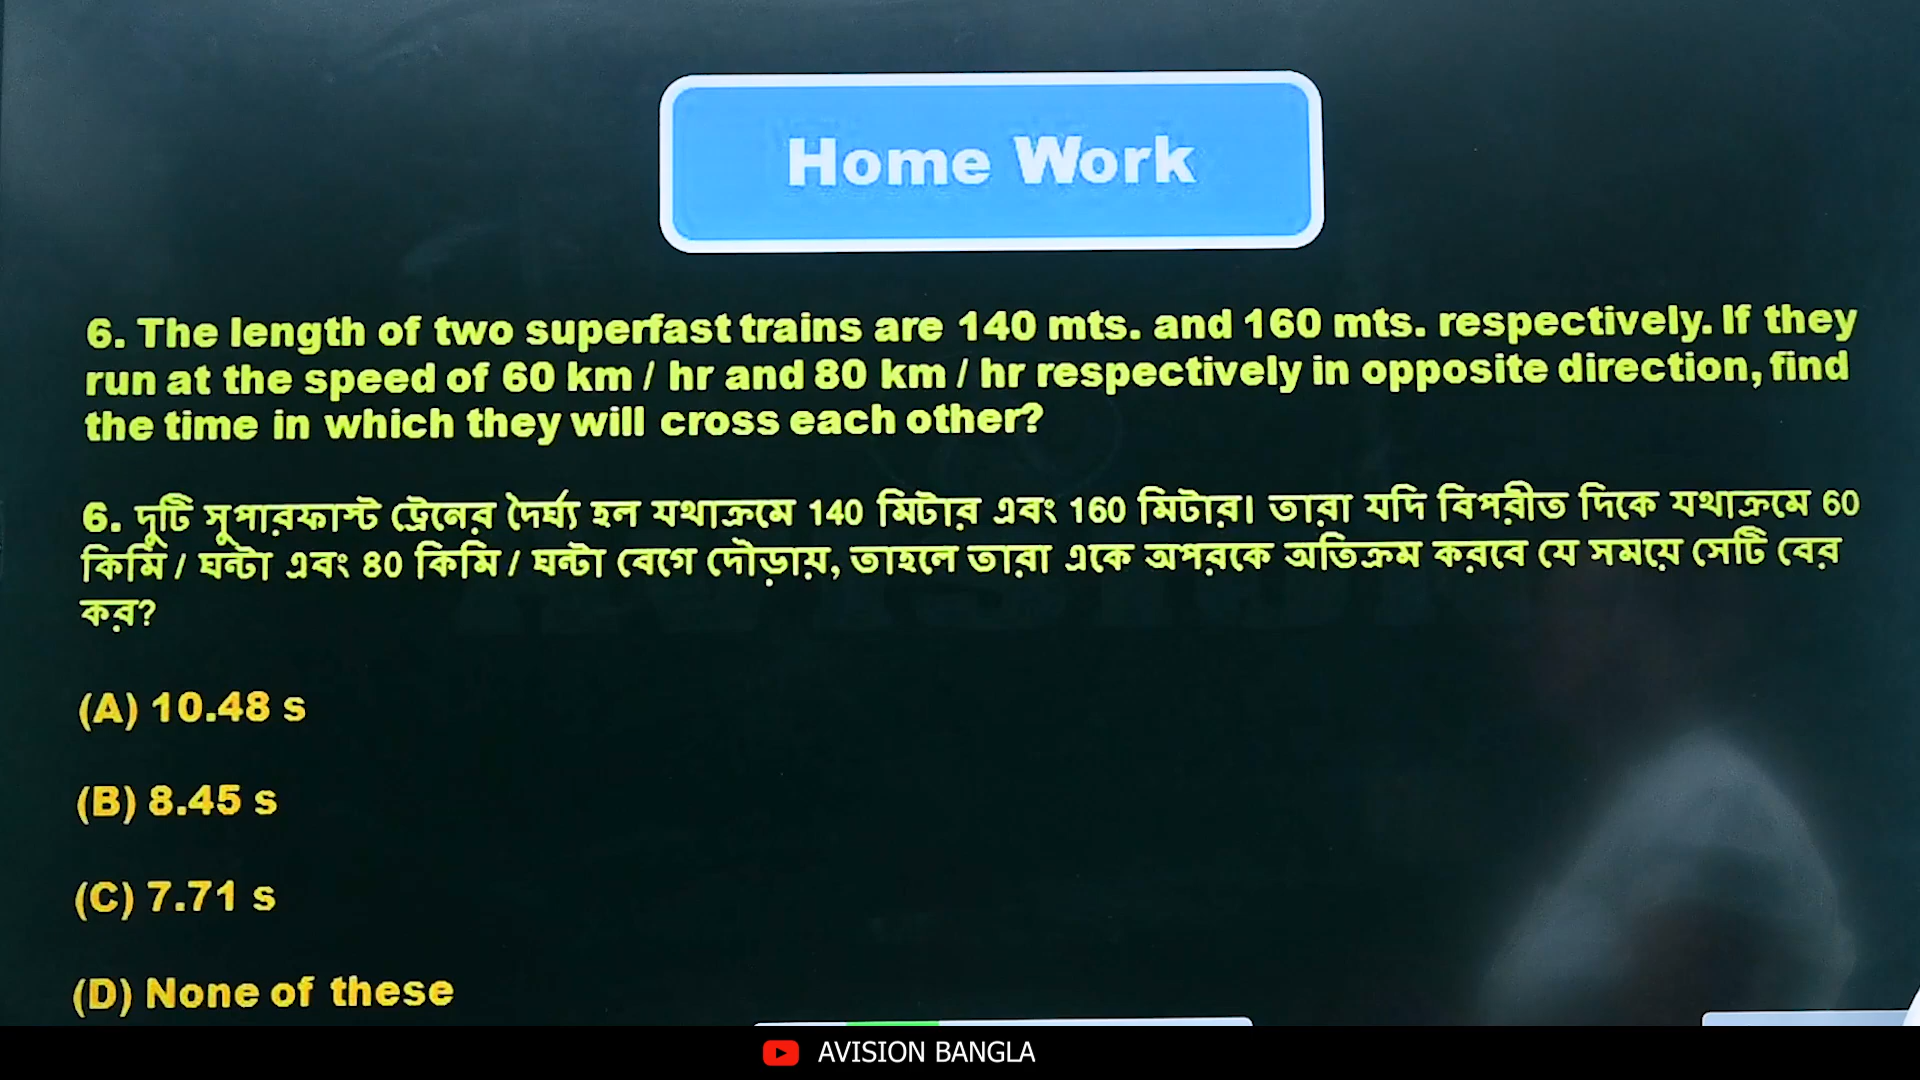 Home Work
6. The length of two superfast trains are 140 mts. and 160 mts. respectively. If they
run at the speed of 60 km / hr and 80 km / hr respectively in opposite direction, find
the time in which they will cross each other?
6. দুটি সুপারফাস্ট ট্রেনের দৈর্ঘ্য হল যথাক্রমে 140 মিটার এবং 160 মিটার। তারা যদি বিপরীত দিকে যথাক্রমে 60
কিমি / ঘন্টা এবং 80 কিমি / ঘন্টা বেগে দৌড়ায়, তাহলে তারা একে অপরকে অতিক্রম করবে যে সময়ে সেটি বের
কর?
(A) 10.48 s
(B) 8.45 s
(C) 7.71 s
(D) None of these
AVISION BANGLA